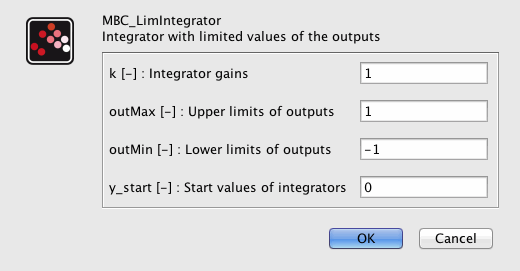 MBC_LimIntegrator
Integrator with limited values of the outputs
k [-] : Integrator gains 1
outMax [-] : Upper limits of outputs 1
outMin [-] : Lower limits of outputs -1
y_start [-] : Start values of integrators 0
OK Cancel